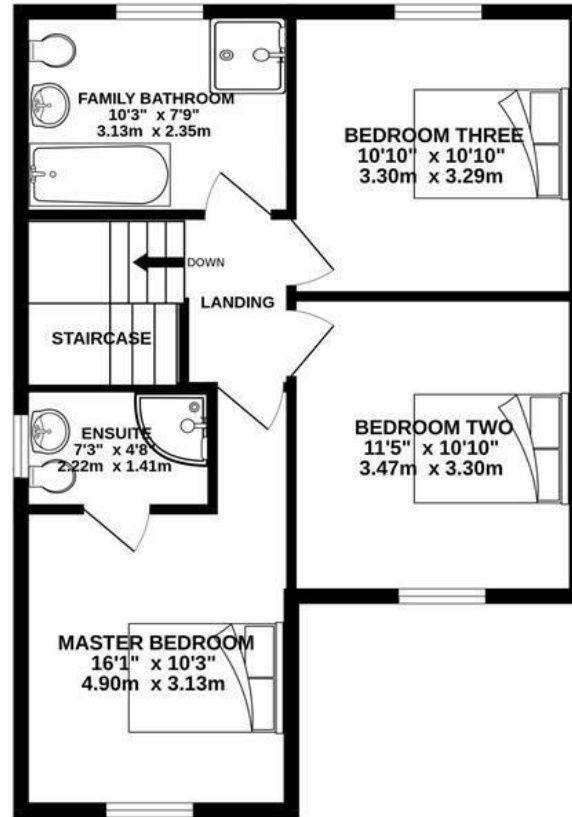 FAMILY BATHROOM
10'3" x 7'9"
3.13m x 2.35m
BEDROOM THREE
10'10" x 10'10"
3.30m x 3.29m
DOWN
LANDING
STAIRCASE
ENSUITE
7'3" x 4'8"
2.22m x 1.41m
BEDROOM TWO
11'5" x 10'10"
3.47m x 3.30m
MASTER BEDROOM
16'1" x 10'3"
4.90m x 3.13m